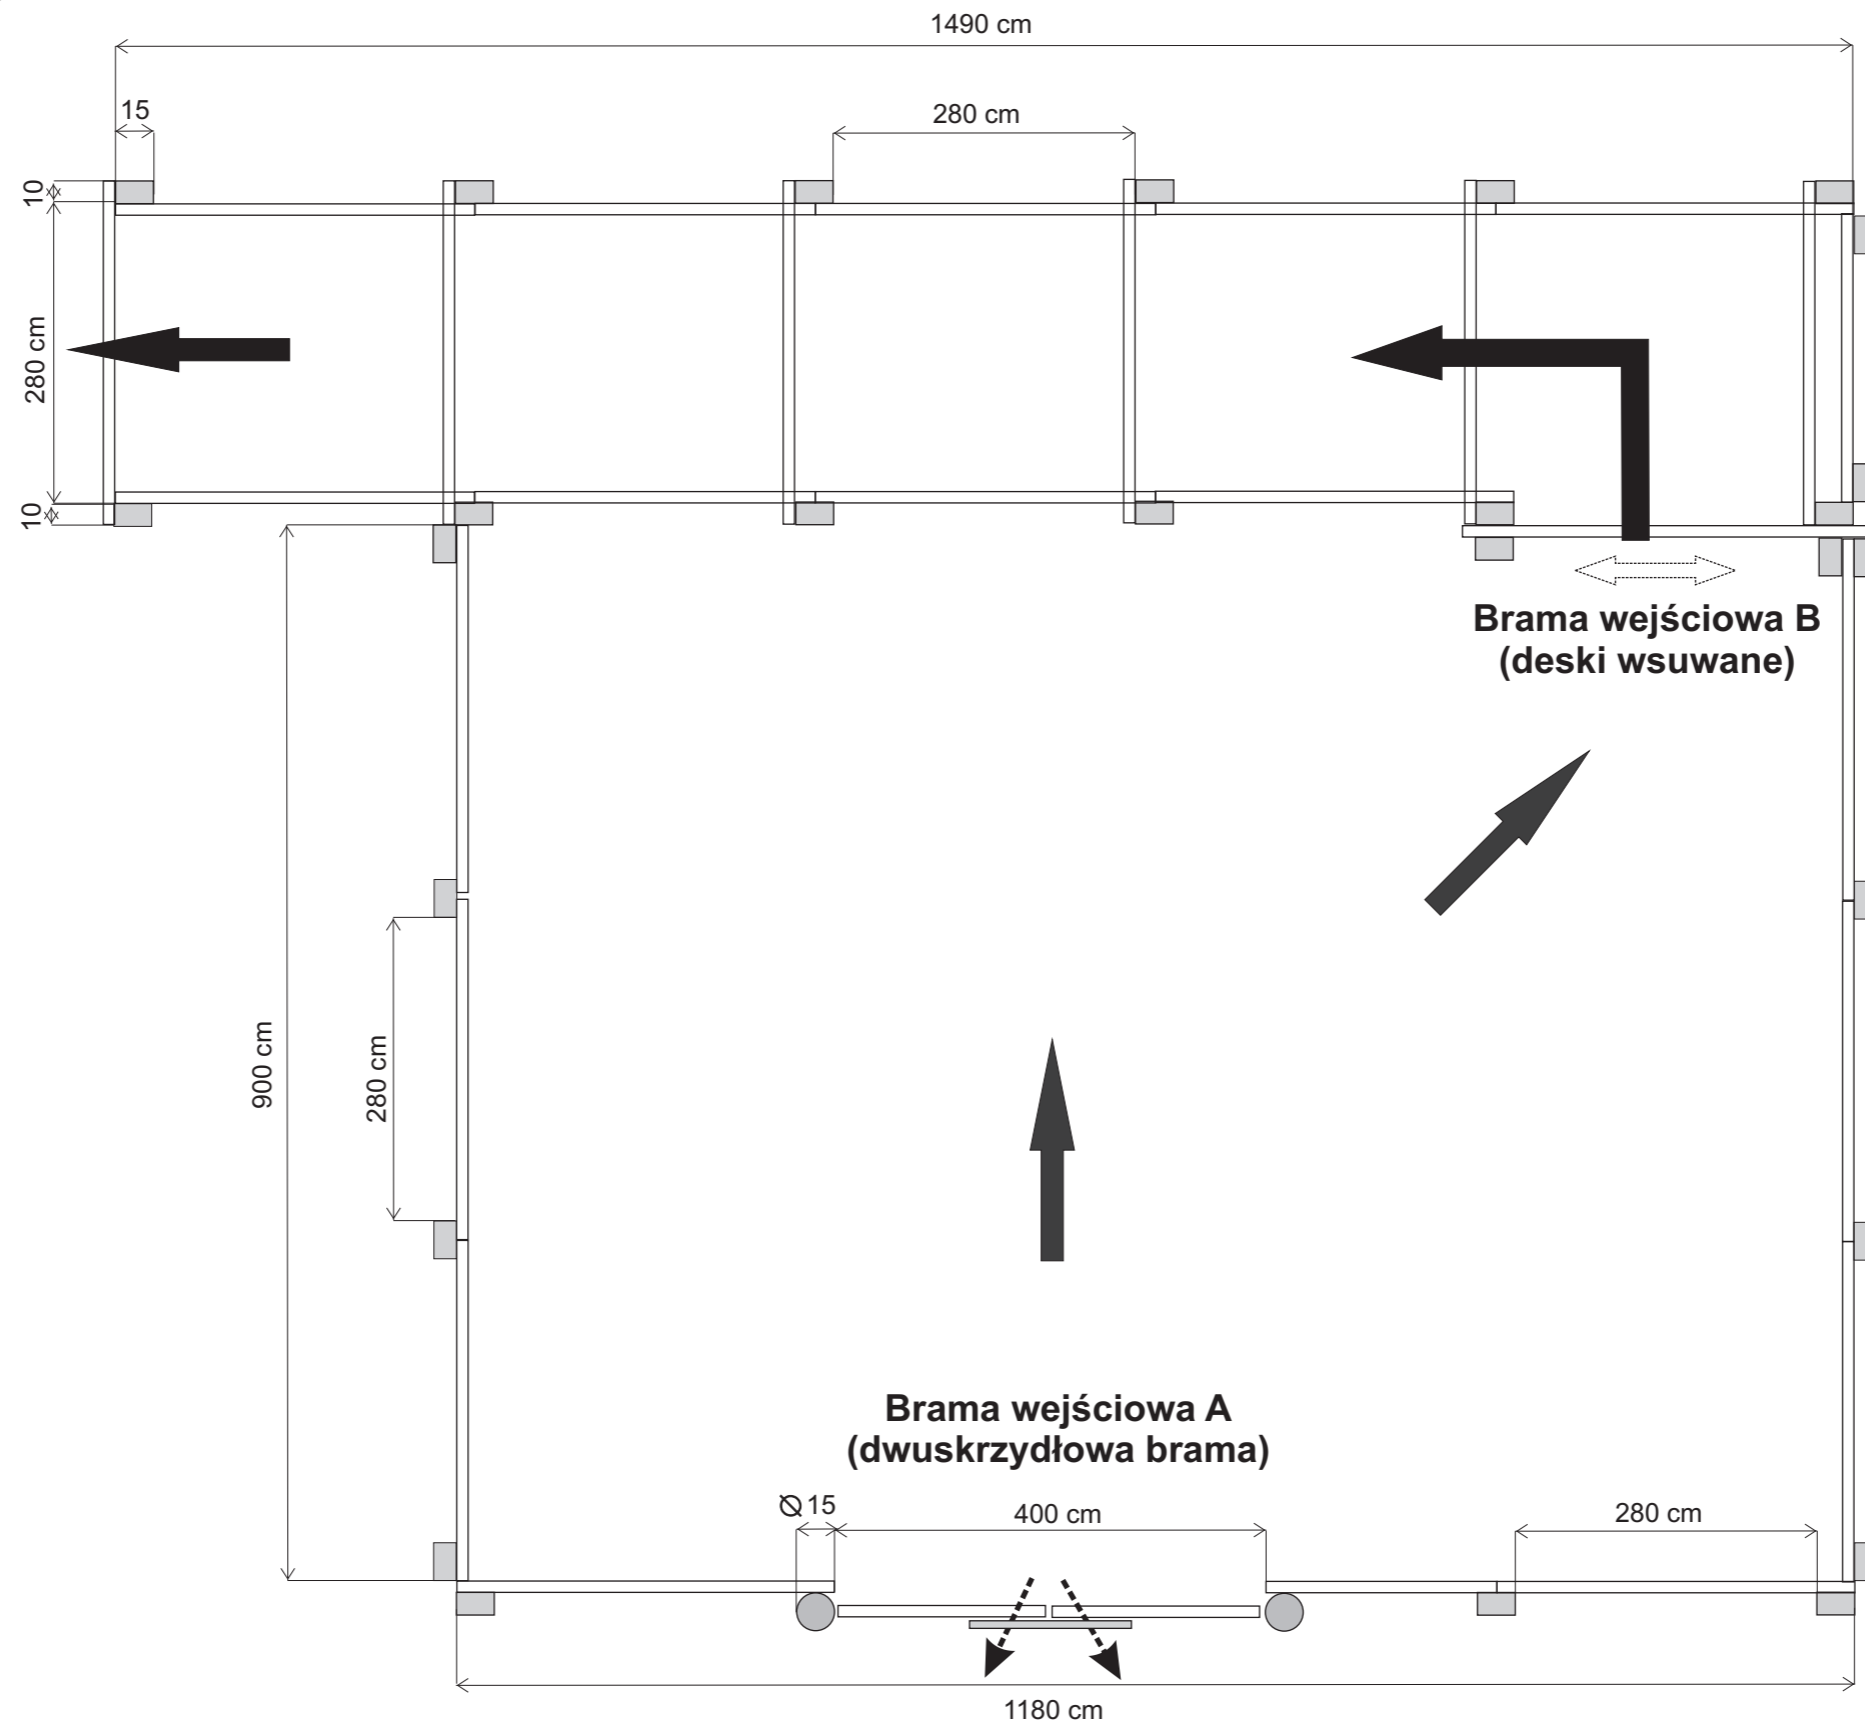 1490 cm
15
280 cm
10
280 cm
10
Brama wejściowa B
(deski wsuwane)
900 cm
280 cm
Brama wejściowa A
(dwuskrzydłowa brama)
Ø 15
400 cm
280 cm
1180 cm